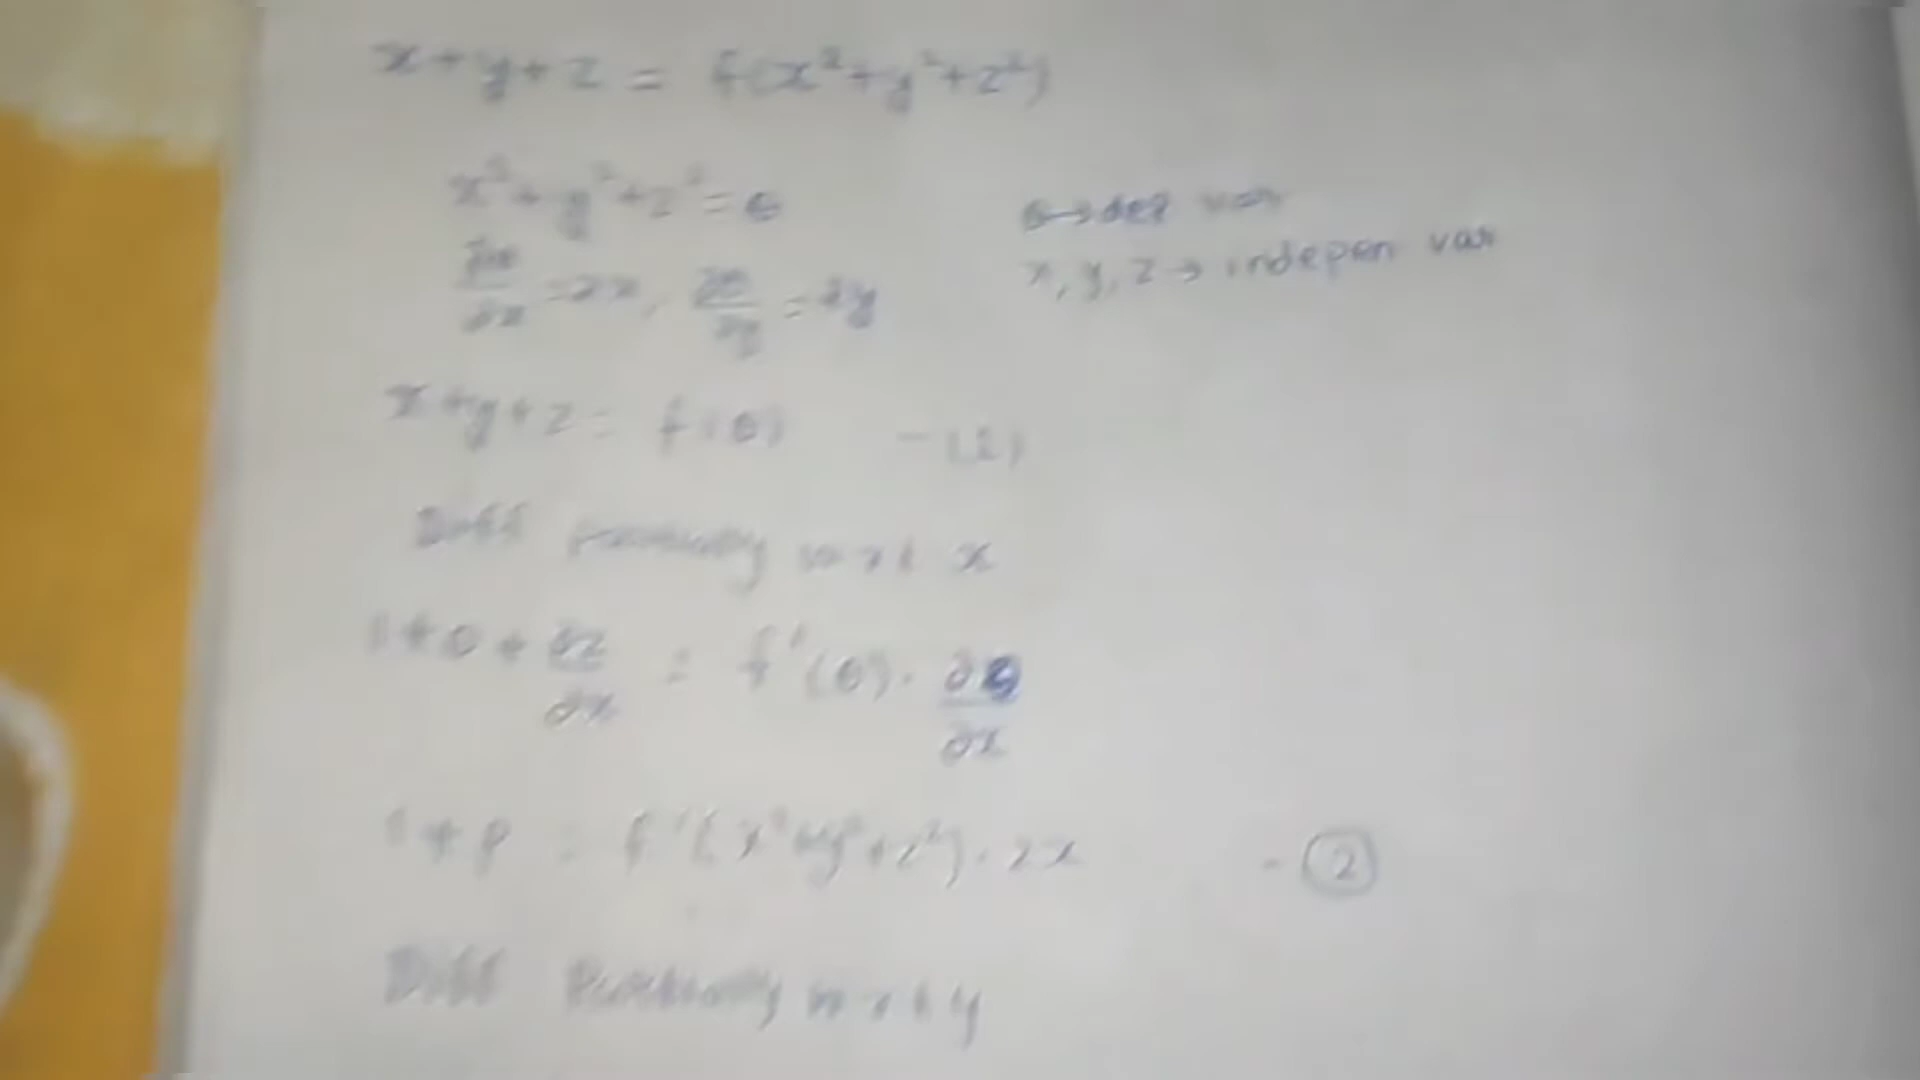 x+y+z = f(x²+y²+z²)
x²+y²+z² = θ
θ→dep var
∂θ/∂x = 2x, ∂θ/∂y = 2y
x, y, z → indepen var
x+y+z = f(θ) - (1)
Diff partially w r t x
1+0+ ∂z/∂x = f'(θ). ∂θ/∂x
1+p = f'(x²+y²+z²). 2x - ②
Diff Partially w r t y